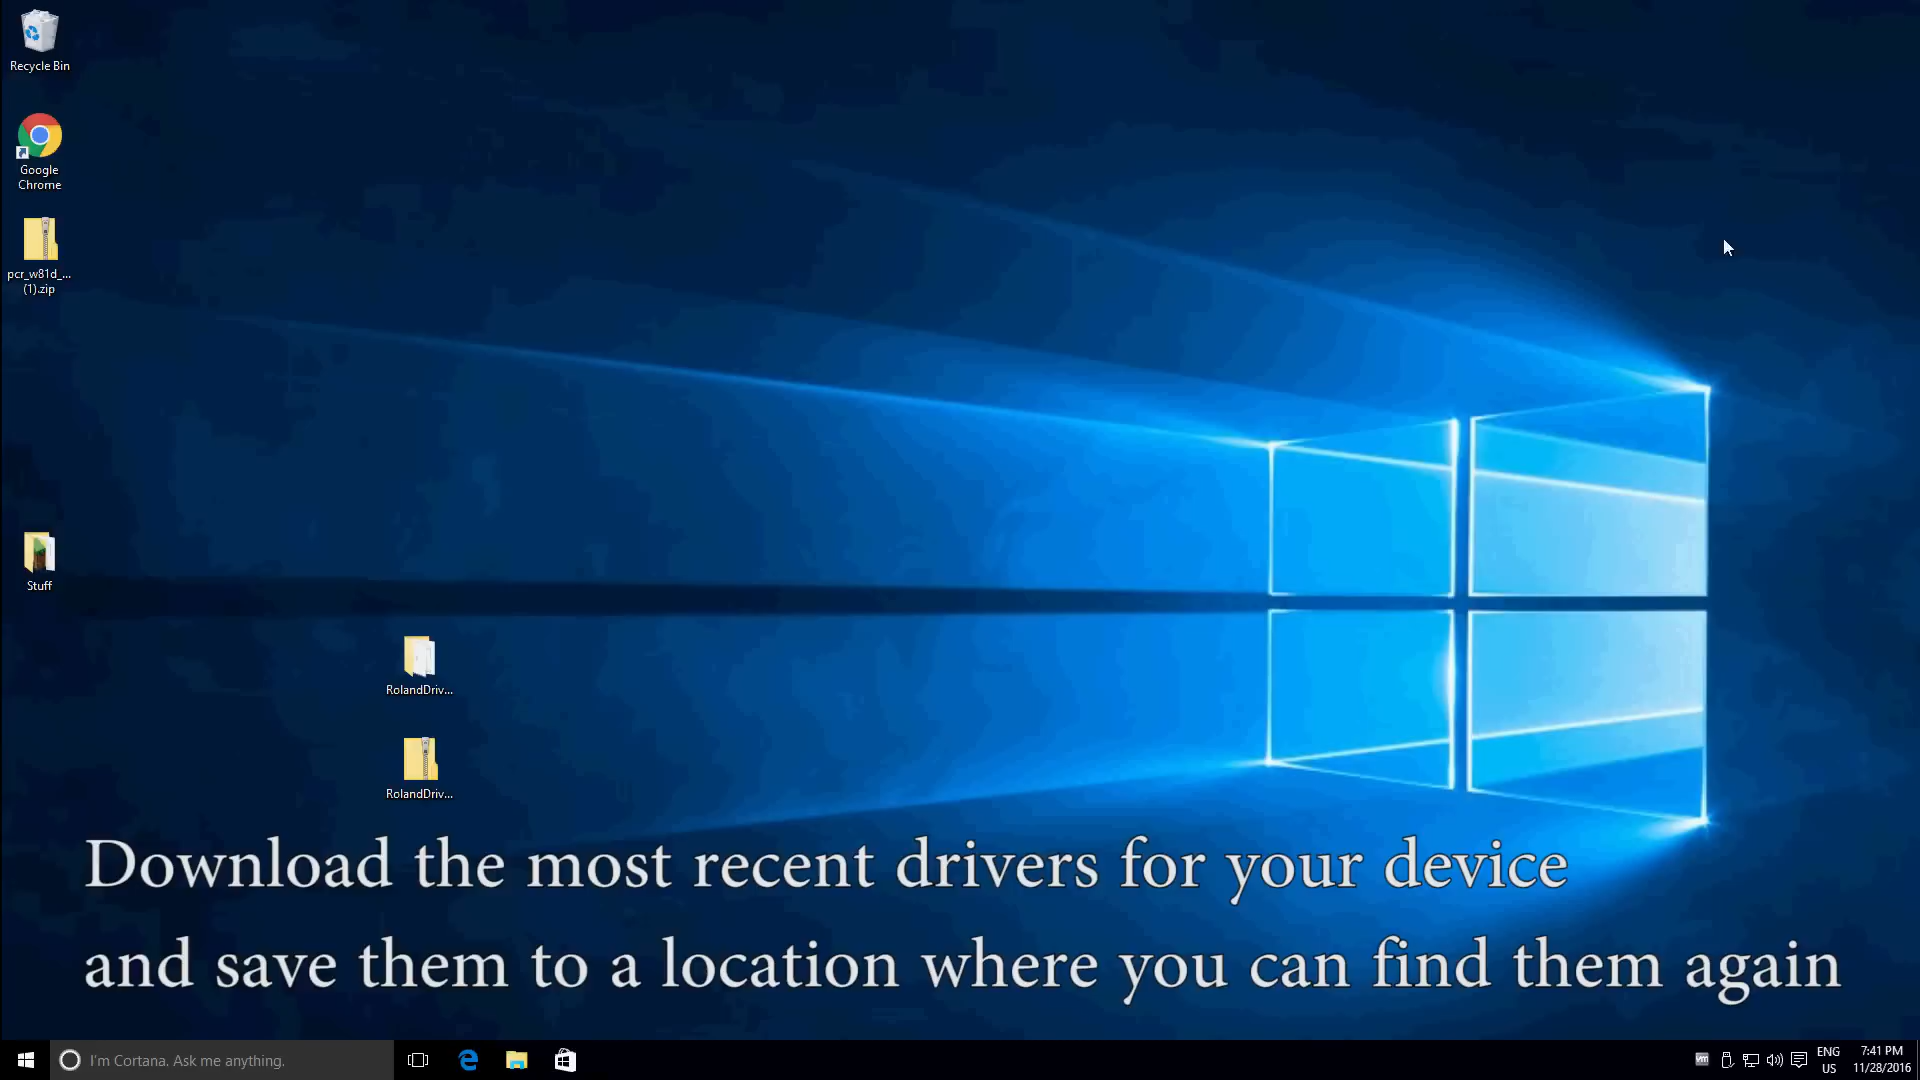 Recycle Bin
Google
Chrome
pcr_w81d_...
(1).zip
Stuff
RolandDriv...
RolandDriv...
Download the most recent drivers for your device
and save them to a location where you can find them again
I'm Cortana. Ask me anything.
vm
ENG
US
7:41 PM
11/28/2016